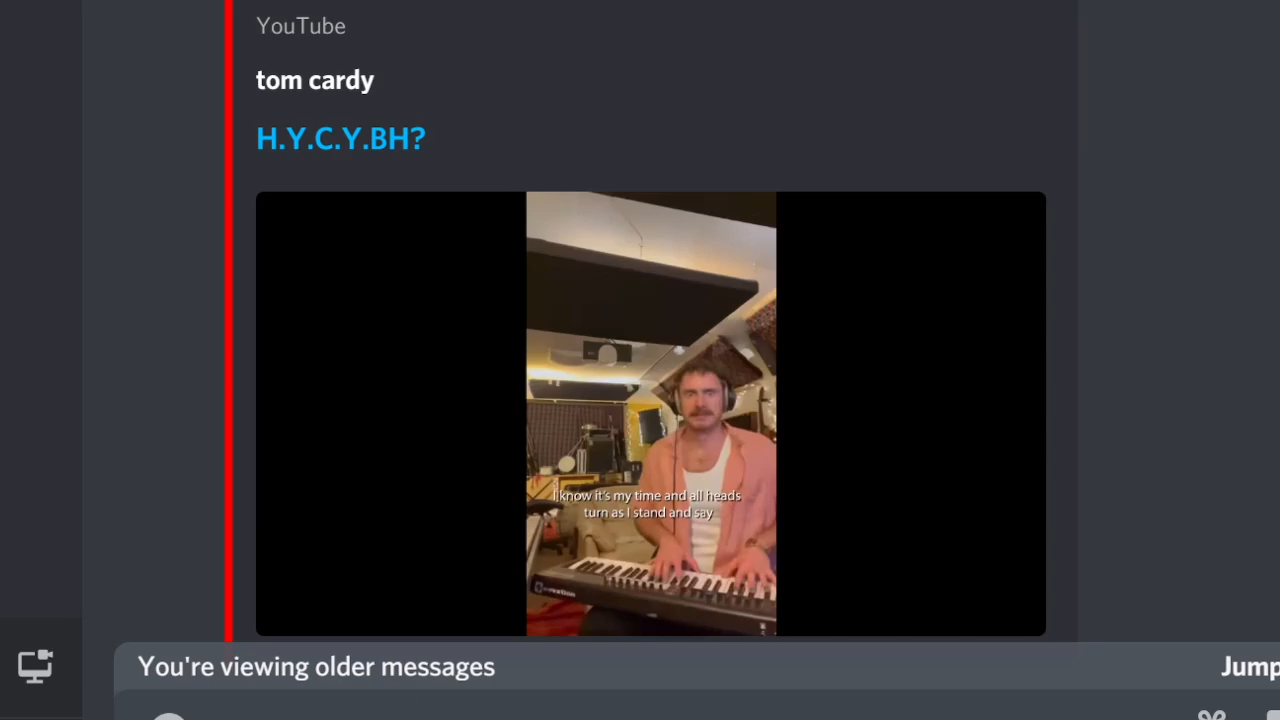 YouTube
tom cardy
H.Y.C.Y.BH?
I know it's my time and all heads
turn as I stand and say
You're viewing older messages
Jump